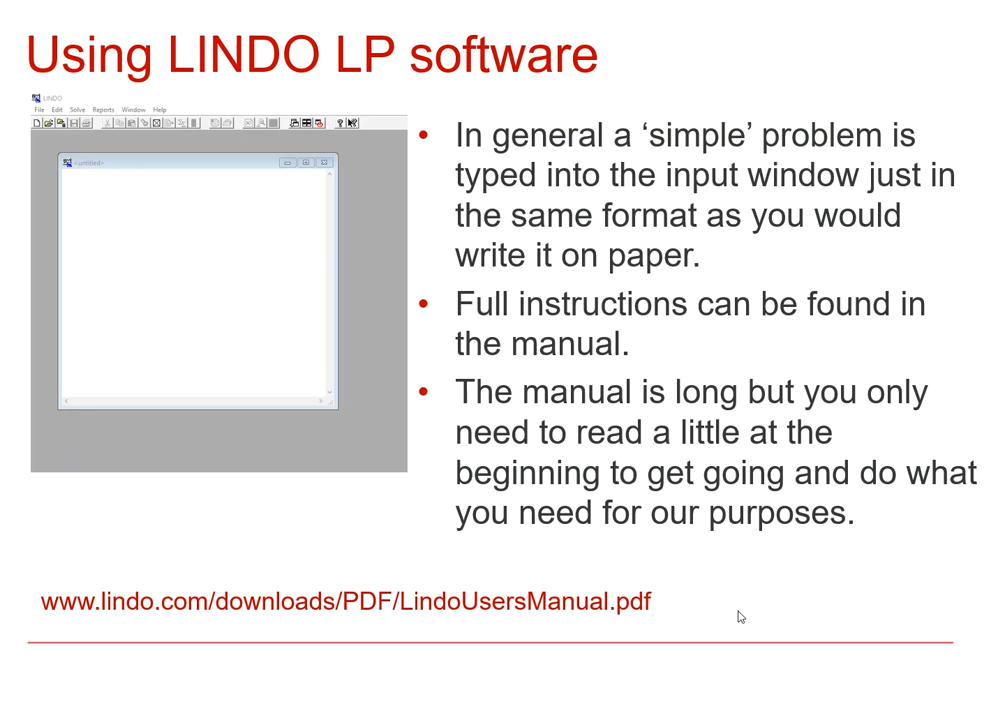 Using LINDO LP software
LINDO
File Edit Solve Reports Window Help
<untitled>
• In general a ‘simple’ problem is
typed into the input window just in
the same format as you would
write it on paper.
• Full instructions can be found in
the manual.
• The manual is long but you only
need to read a little at the
beginning to get going and do what
you need for our purposes.
www.lindo.com/downloads/PDF/LindoUsersManual.pdf